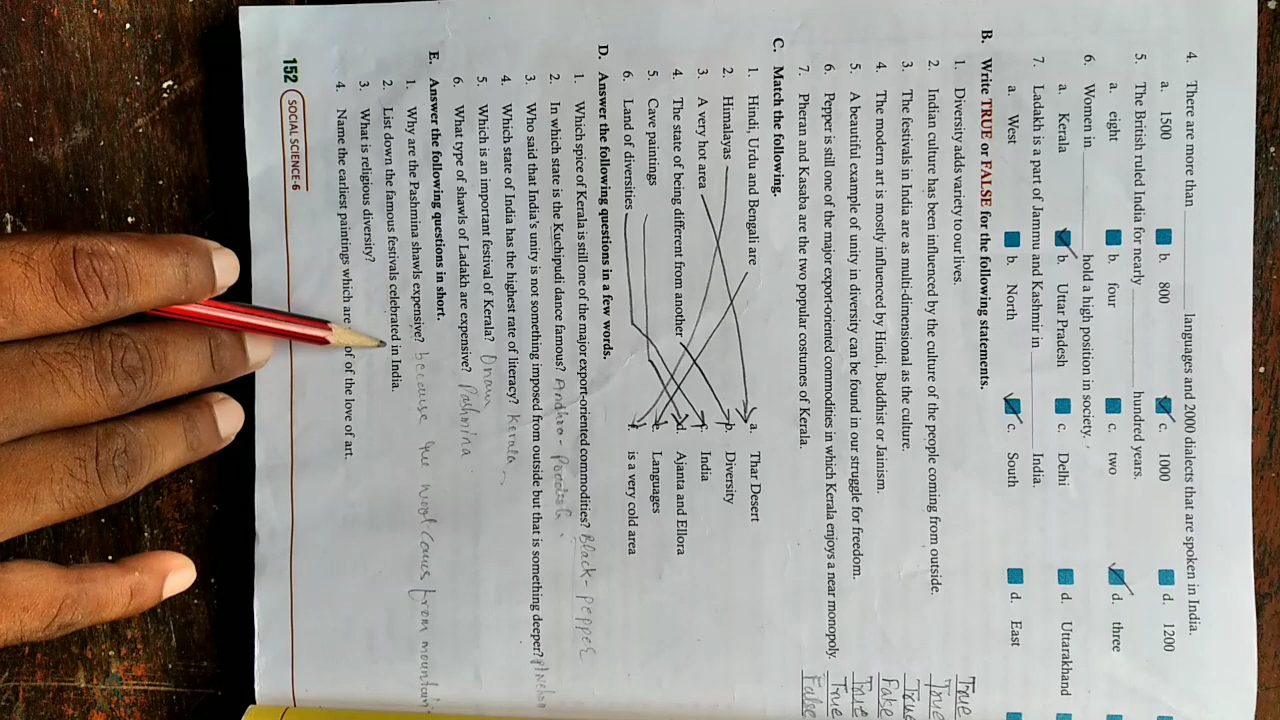 4. There are more than ________ languages and 2000 dialects that are spoken in India.
a. 1500 b. 800 c. 1000 d. 1200
5. The British ruled India for nearly ________ hundred years.
a. eight b. four c. two d. three
6. Women in ________ hold a high position in society.
a. Kerala b. Uttar Pradesh c. Delhi d. Uttarakhand
7. Ladakh is a part of Jammu and Kashmir in ________ India.
a. West b. North c. South d. East
B. Write TRUE or FALSE for the following statements.
1. Diversity adds variety to our lives. True
2. Indian culture has been influenced by the culture of the people coming from outside. True
3. The festivals in India are as multi-dimensional as the culture. True
4. The modern art is mostly influenced by Hindi, Buddhist or Jainism. False
5. A beautiful example of unity in diversity can be found in our struggle for freedom. True
6. Pepper is still one of the major export-oriented commodities in which Kerala enjoys a near monopoly. True
7. Pheran and Kasaba are the two popular costumes of Kerala. False
C. Match the following.
1. Hindi, Urdu and Bengali are a. Thar Desert
2. Himalayas b. Diversity
3. A very hot area c. India
4. The state of being different from another d. Ajanta and Ellora
5. Cave paintings e. Languages
6. Land of diversities f. is a very cold area
D. Answer the following questions in a few words.
1. Which spice of Kerala is still one of the major export-oriented commodities? Black-pepper
2. In which state is the Kuchipudi dance famous? Andhra-
3. Who said that India's unity is not something imposed from outside but that is something deeper?
4. Which state of India has the highest rate of literacy? Kerala
5. Which is an important festival of Kerala? Onam
6. What type of shawls of Ladakh are expensive? Pashmina
E. Answer the following questions in short.
1. Why are the Pashmina shawls expensive? because the wool comes from mountain
2. List down the famous festivals celebrated in India.
3. What is religious diversity?
4. Name the earliest paintings which are of of the love of art.
152 SOCIAL SCIENCE-6